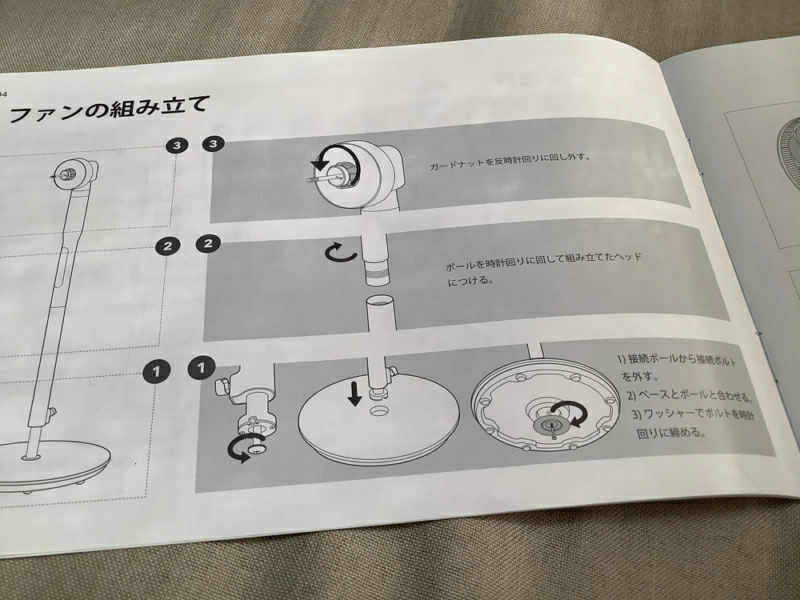 04
ファンの組み立て
3
3
ガードナットを反時計回りに回し外す。
2
2
ポールを時計回りに回して組み立てたヘッド
につける。
1
1
1) 接続ポールから接続ボルト
を外す。
2) ベースとポールと合わせる。
3) ワッシャーでボルトを時計
回りに締める。